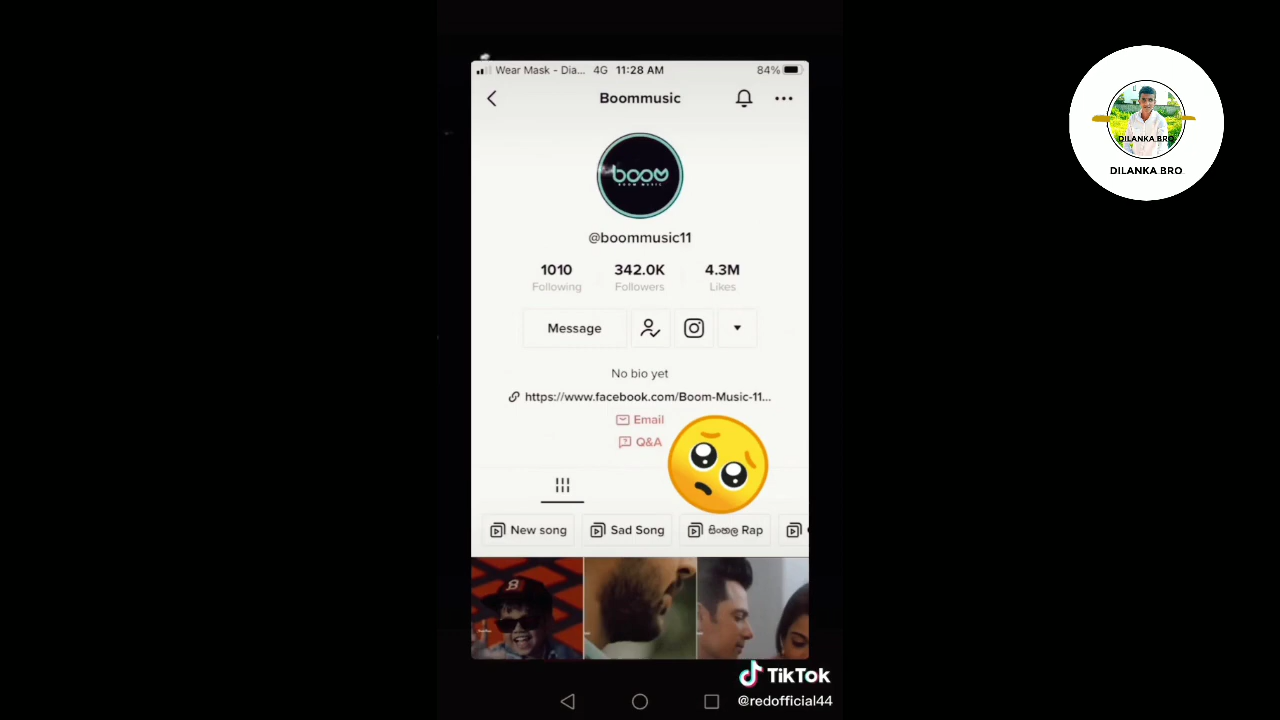 Wear Mask - Dia... 4G 11:28 AM 84%
Boommusic
boom
BOOM MUSIC
@boommusic11
1010 342.0K 4.3M
Following Followers Likes
Message
No bio yet
https://www.facebook.com/Boom-Music-11...
Email
Q&A
New song Sad Song සිංහල Rap
B
TikTok
@redofficial44
DILANKA BRO
DILANKA BRO